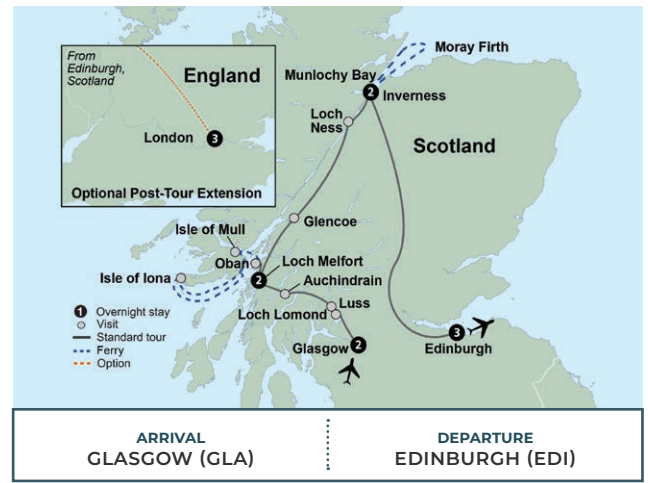 From
Edinburgh,
Scotland
England
London
3
Optional Post-Tour Extension
Moray Firth
Munlochy Bay
2
Inverness
Loch
Ness
Scotland
Glencoe
Isle of Mull
Oban
Loch Melfort
2
Isle of Iona
Auchindrain
Luss
Loch Lomond
Glasgow
2
3
Edinburgh
1 Overnight stay
Visit
Standard tour
Ferry
Option
ARRIVAL
GLASGOW (GLA)
DEPARTURE
EDINBURGH (EDI)